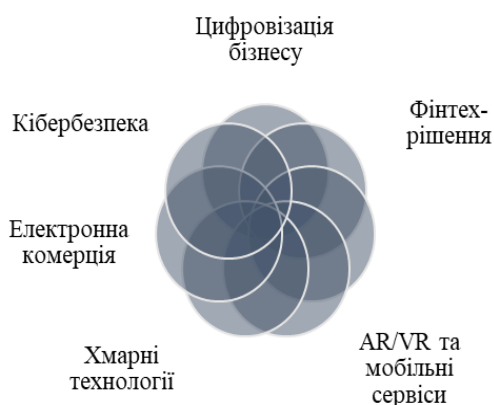 Цифровізація
бізнесу
Фінтех-
рішення
AR/VR та
мобільні
сервіси
Хмарні
технології
Електронна
комерція
Кібербезпека